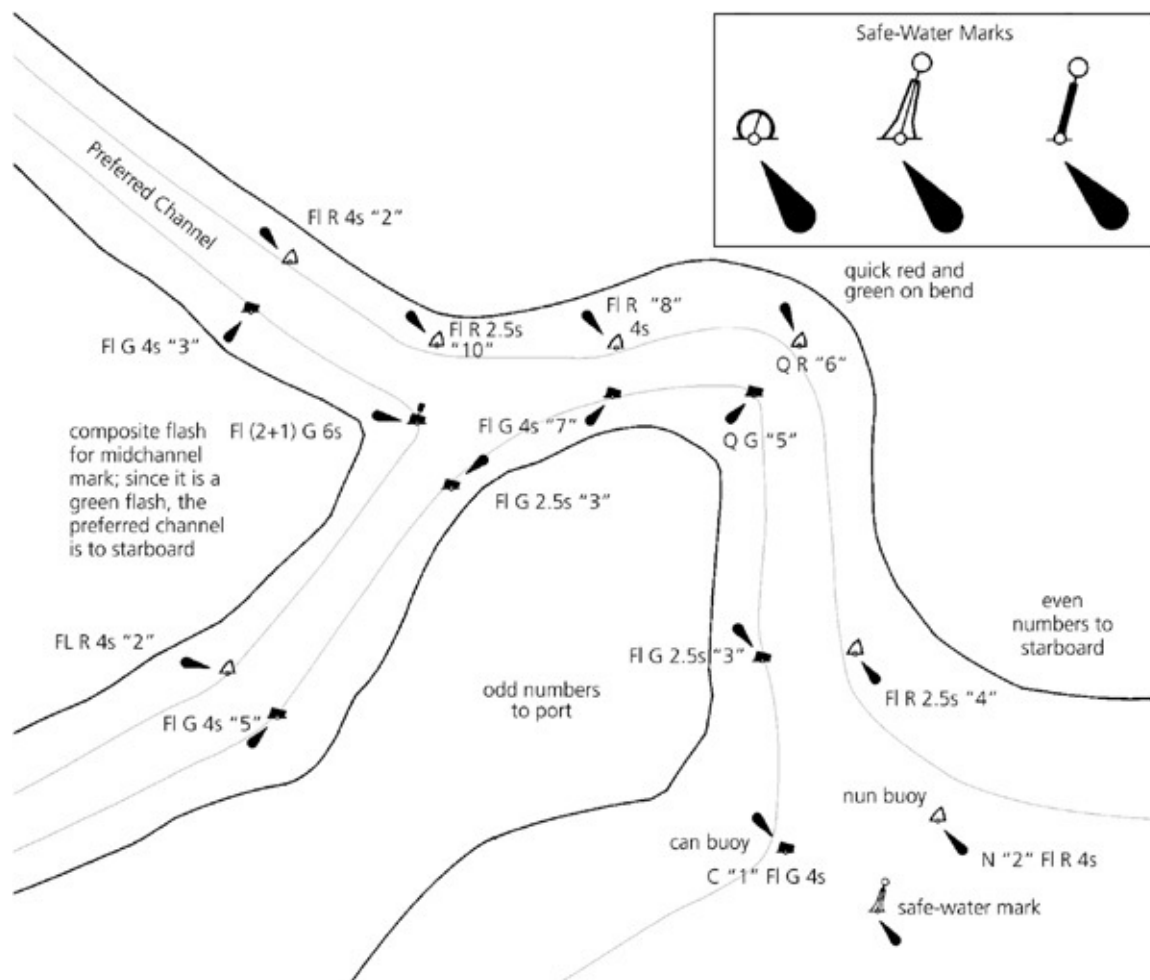 Safe-Water Marks
Preferred Channel
Fl R 4s “2”
quick red and
green on bend
Fl R “8”
4s
Fl R 2.5s
“10”
Fl G 4s “3”
Q R “6”
Fl (2+1) G 6s
Fl G 4s “7”
Q G “5”
composite flash
for midchannel
mark; since it is a
green flash, the
preferred channel
is to starboard
Fl G 2.5s “3”
even
numbers to
starboard
FL R 4s “2”
Fl G 2.5s “3”
odd numbers
to port
Fl R 2.5s “4”
Fl G 4s “5”
nun buoy
can buoy
N “2” Fl R 4s
C “1” Fl G 4s
safe-water mark